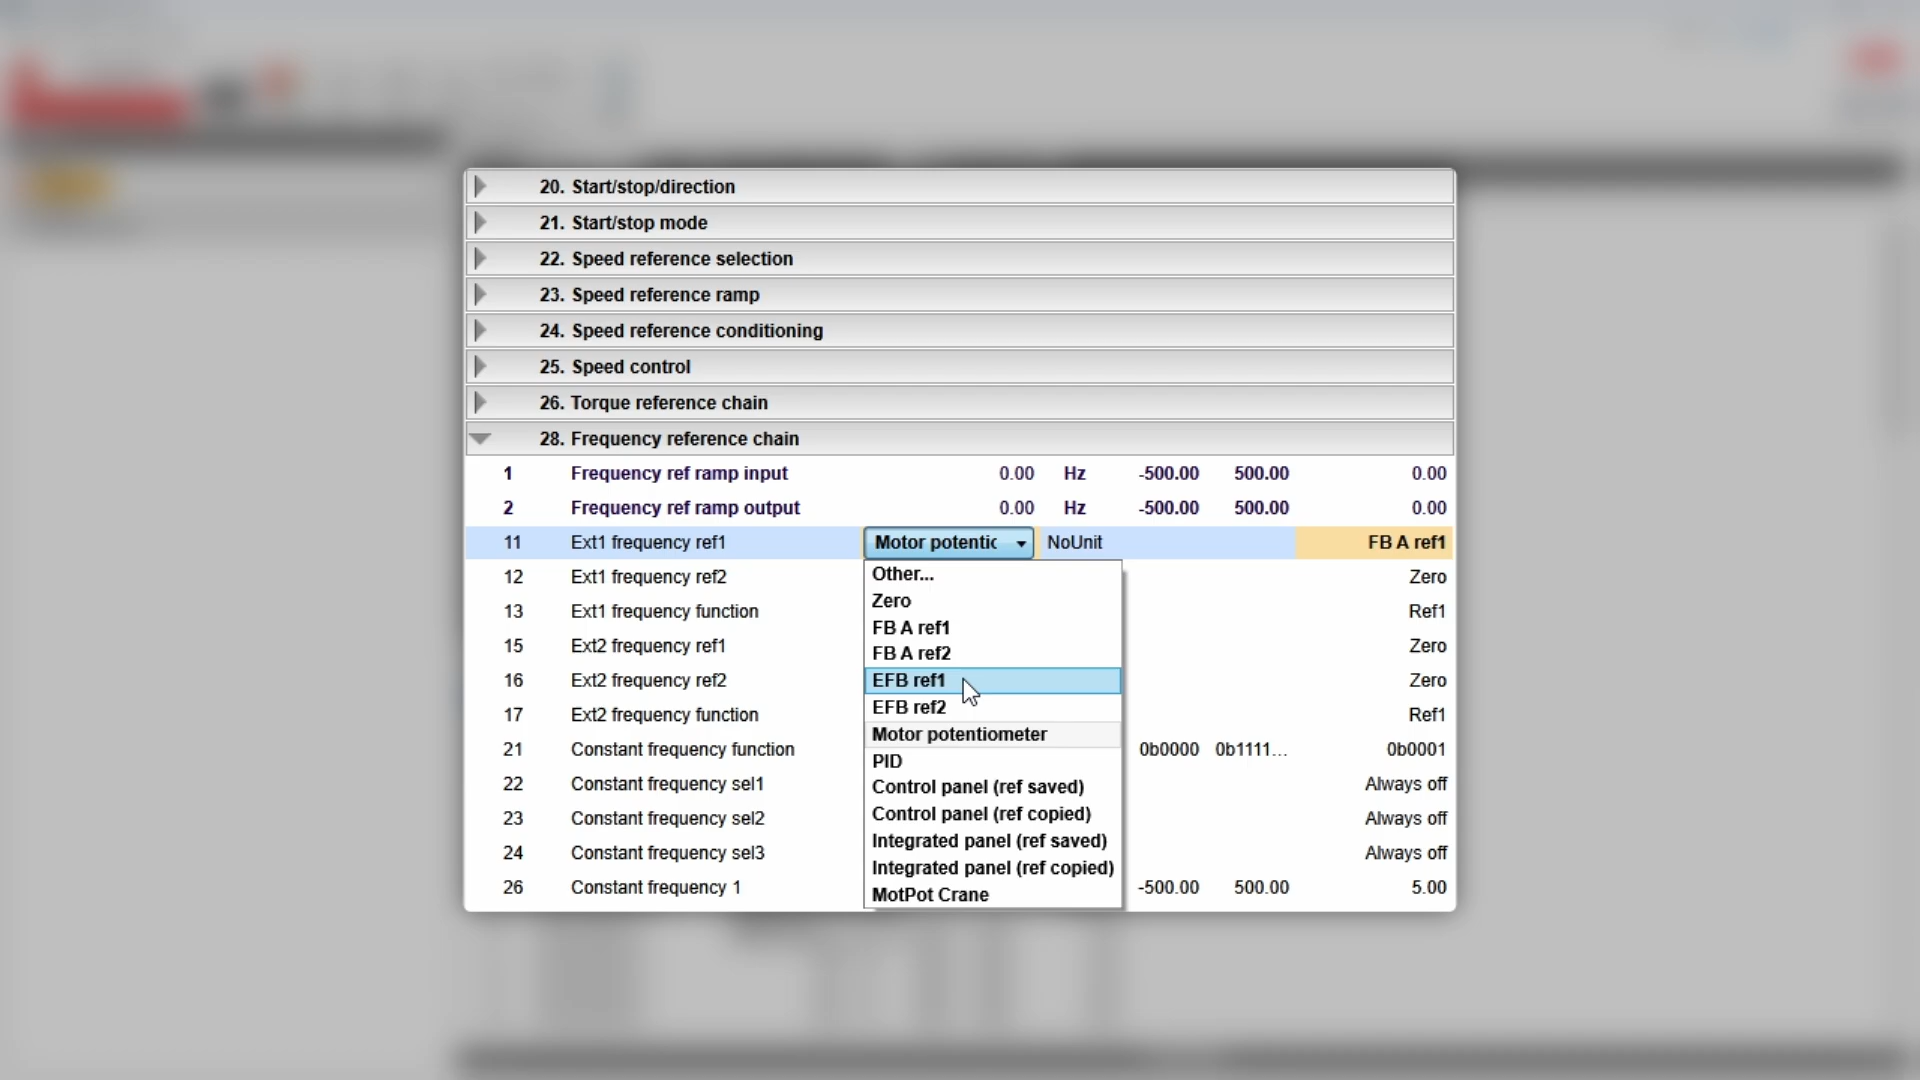 20. Start/stop/direction
21. Start/stop mode
22. Speed reference selection
23. Speed reference ramp
24. Speed reference conditioning
25. Speed control
26. Torque reference chain
28. Frequency reference chain
1 Frequency ref ramp input 0.00 Hz -500.00 500.00 0.00
2 Frequency ref ramp output 0.00 Hz -500.00 500.00 0.00
11 Ext1 frequency ref1 Motor potentic NoUnit FB A ref1
12 Ext1 frequency ref2 Zero
13 Ext1 frequency function Ref1
15 Ext2 frequency ref1 Zero
16 Ext2 frequency ref2 Zero
17 Ext2 frequency function Ref1
21 Constant frequency function 0b0000 0b1111... 0b0001
22 Constant frequency sel1 Always off
23 Constant frequency sel2 Always off
24 Constant frequency sel3 Always off
26 Constant frequency 1 -500.00 500.00 5.00
Other...
Zero
FB A ref1
FB A ref2
EFB ref1
EFB ref2
Motor potentiometer
PID
Control panel (ref saved)
Control panel (ref copied)
Integrated panel (ref saved)
Integrated panel (ref copied)
MotPot Crane